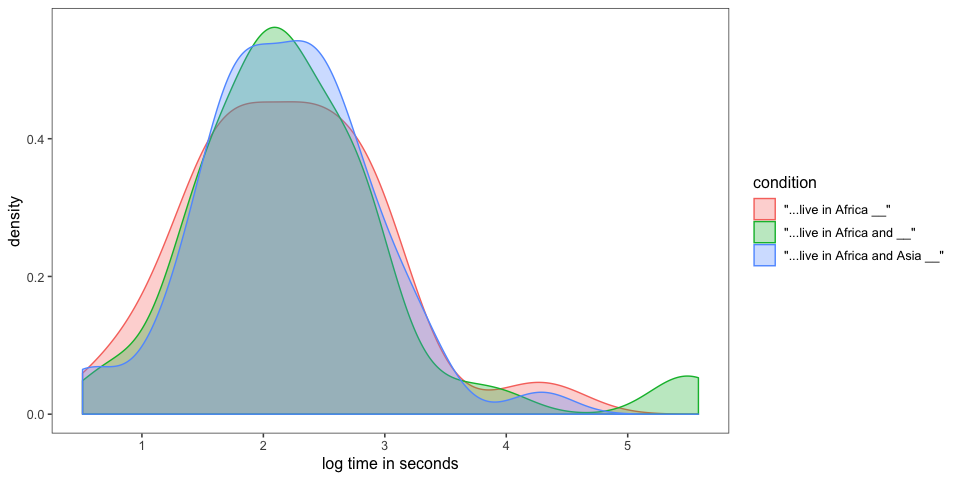 density
0.4
0.2
0.0
1 2 3 4 5
log time in seconds
condition
"...live in Africa __"
"...live in Africa and __"
"...live in Africa and Asia __"